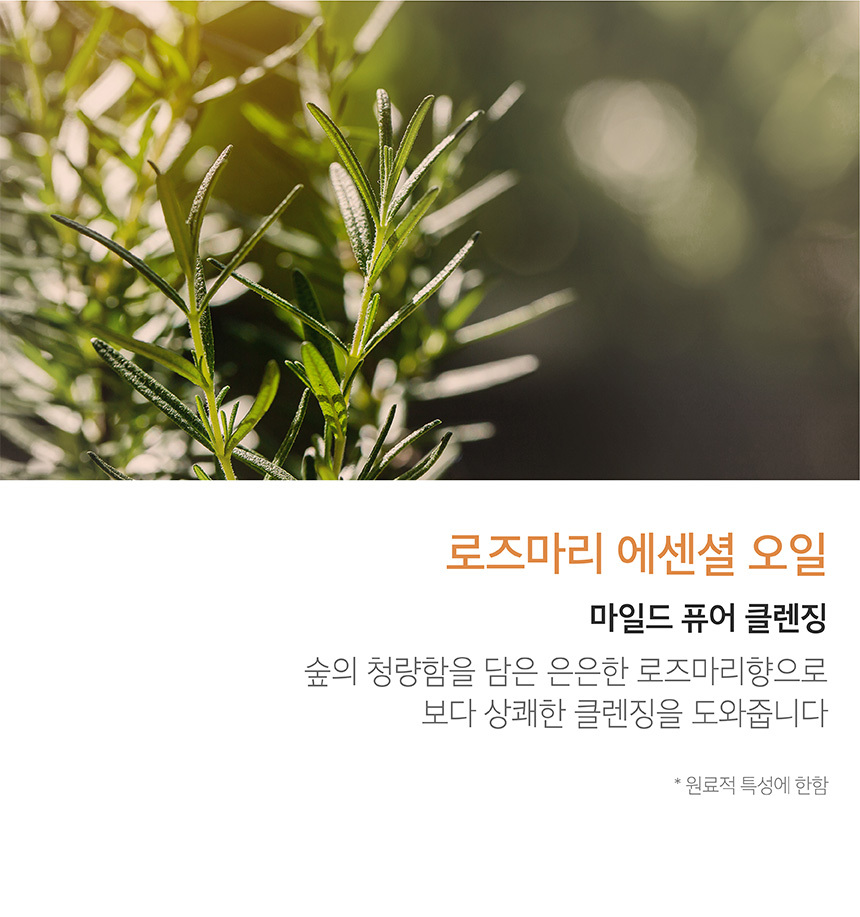 로즈마리 에센셜 오일
마일드 퓨어 클렌징
숲의 청량함을 담은 은은한 로즈마리향으로
보다 상쾌한 클렌징을 도와줍니다
* 원료적 특성에 한함